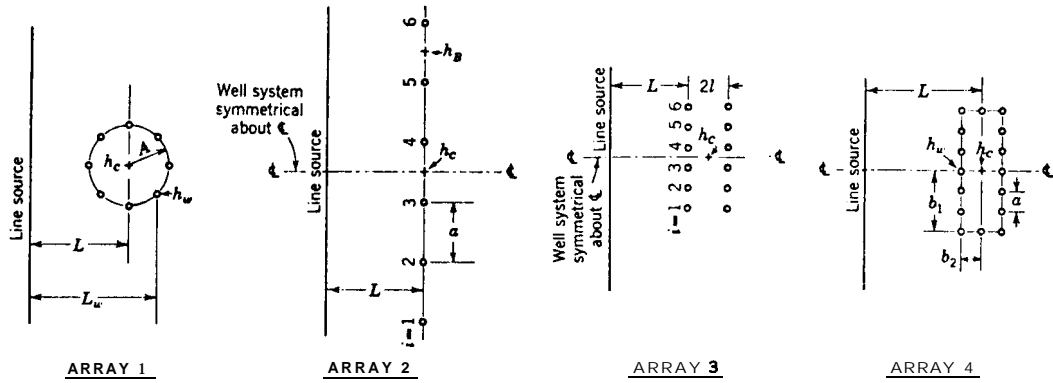 Line source
h_c
A
h_w
L
L_w
ARRAY 1
Well system
symmetrical
about ℄
℄
Line source
6
h_B
5
4
h_c
℄
3
a
2
L
i=1
ARRAY 2
Line source
L
2l
6
5
4
3
2
i=1
h_c
℄
℄
Well system
symmetrical
about ℄
ARRAY 3
Line source
L
h_w
h_c
℄
b_1
a
b_2
ARRAY 4